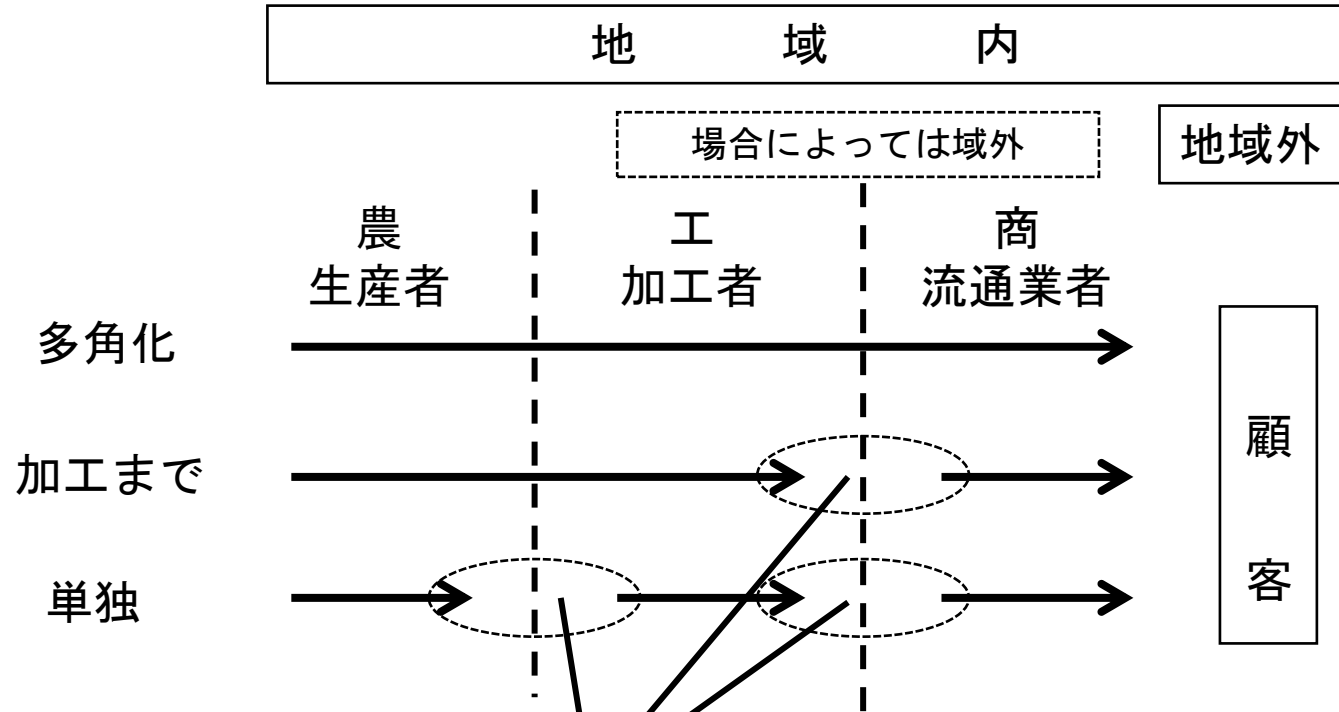 地域内
場合によっては域外
地域外
農
生産者
工
加工者
商
流通業者
多角化
加工まで
単独
顧客